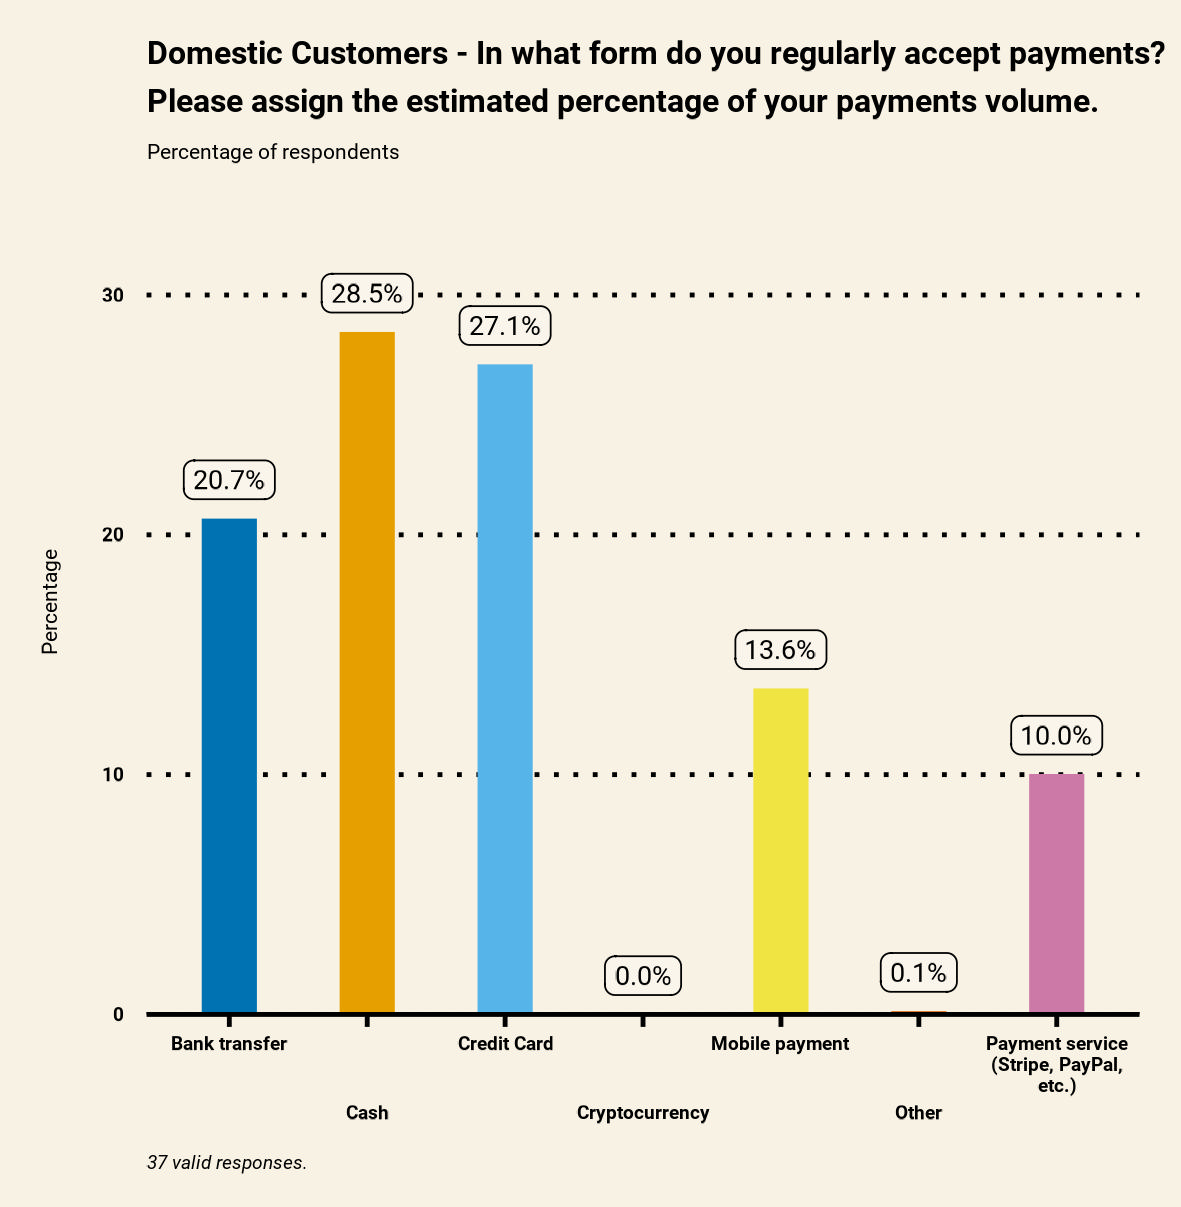 Domestic Customers - In what form do you regularly accept payments?
Please assign the estimated percentage of your payments volume.
Percentage of respondents
30
28.5%
27.1%
20.7%
20
Percentage
13.6%
10.0%
10
0.0%
0.1%
0
Bank transfer
Credit Card
Mobile payment
Payment service
(Stripe, PayPal,
etc.)
Cash
Cryptocurrency
Other
37 valid responses.